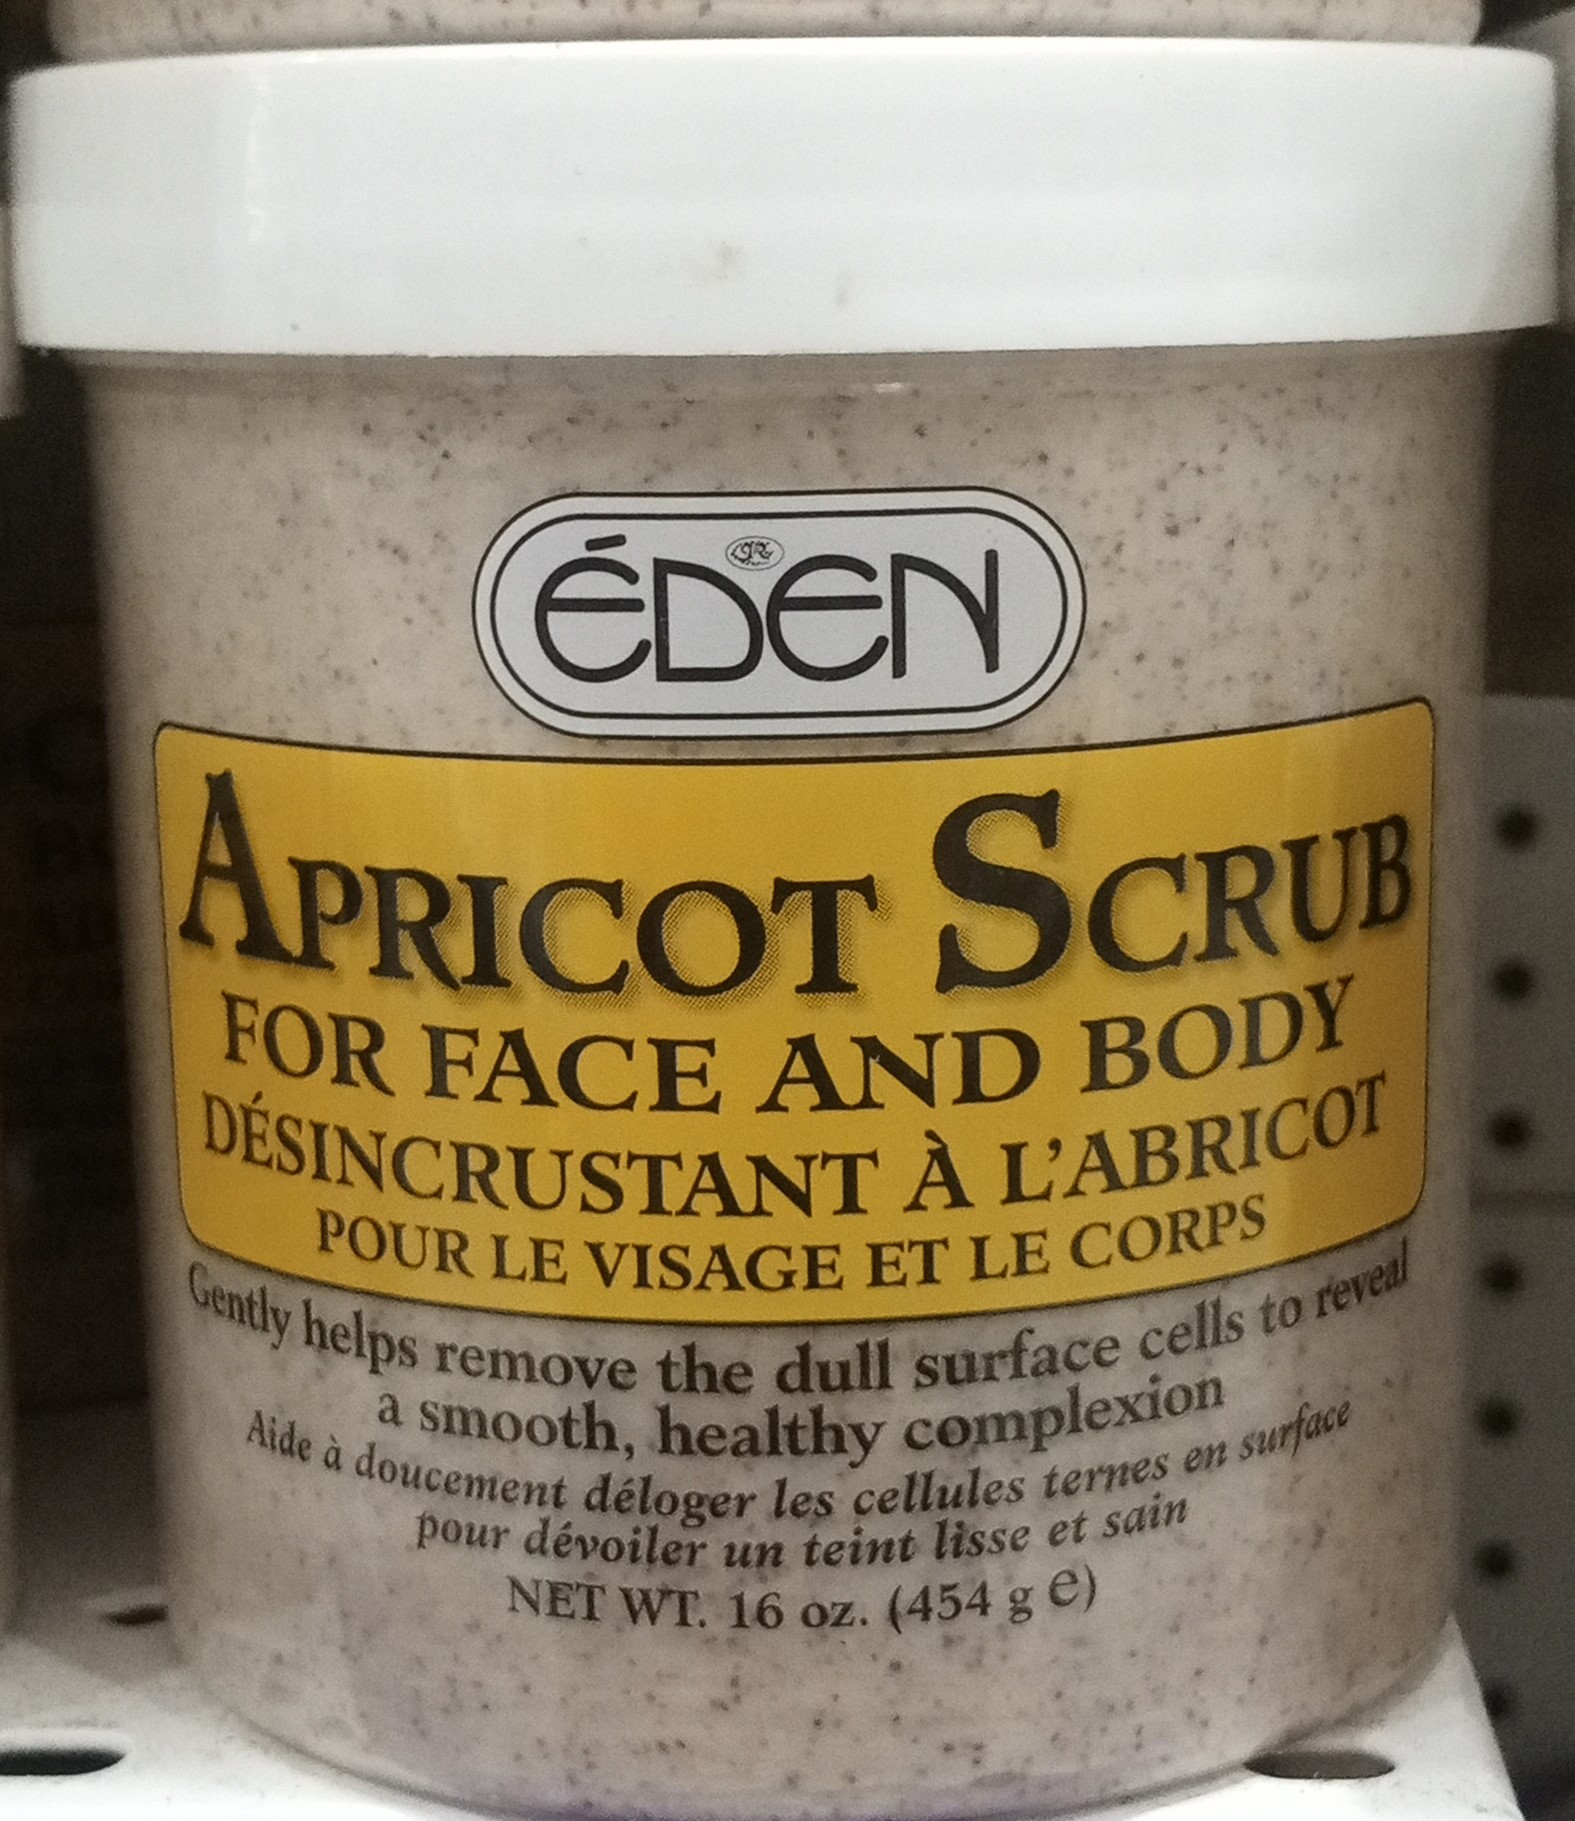 ÉDEN
APRICOT SCRUB
FOR FACE AND BODY
DÉSINCRUSTANT À L'ABRICOT
POUR LE VISAGE ET LE CORPS
Gently helps remove the dull surface cells to reveal
a smooth, healthy complexion
Aide à doucement déloger les cellules ternes en surface
pour dévoiler un teint lisse et sain
NET WT. 16 oz. (454 g e)